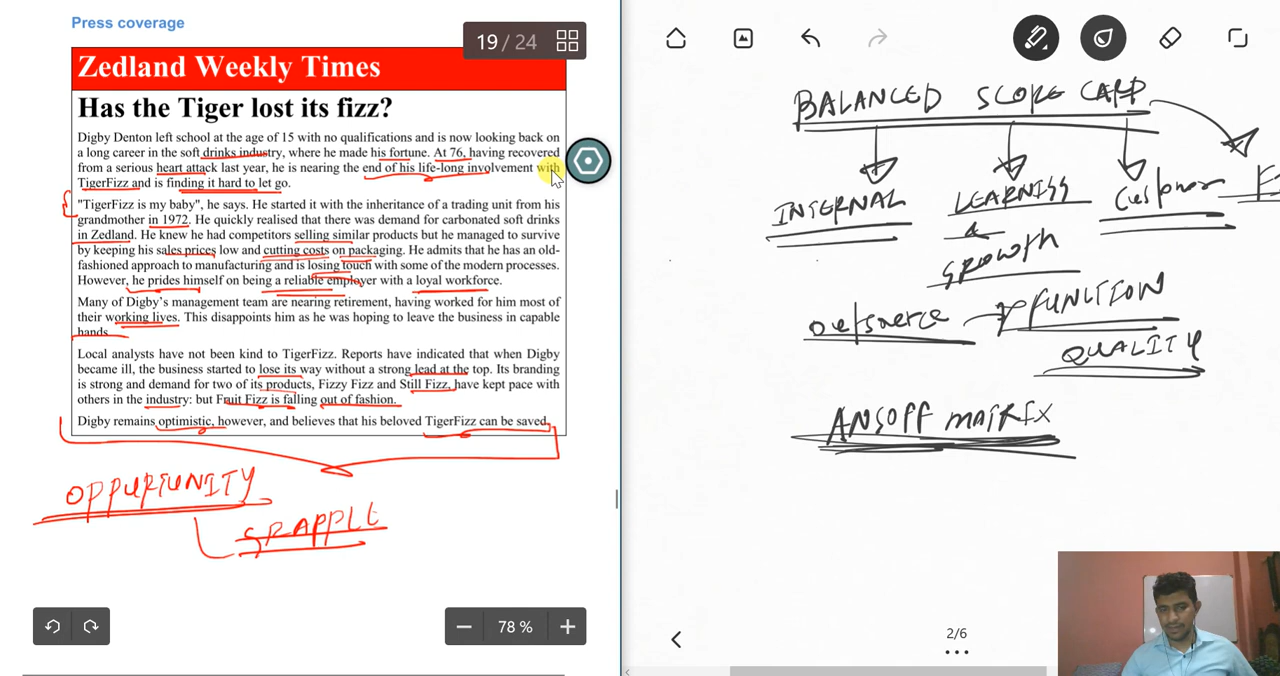 Press coverage
19 / 24
Zedland Weekly Times
Has the Tiger lost its fizz?
Digby Denton left school at the age of 15 with no qualifications and is now looking back on
a long career in the soft drinks industry, where he made his fortune. At 76, having recovered
from a serious heart attack last year, he is nearing the end of his life-long involvement with
TigerFizz and is finding it hard to let go.
"TigerFizz is my baby", he says. He started it with the inheritance of a trading unit from his
grandmother in 1972. He quickly realised that there was demand for carbonated soft drinks
in Zedland. He knew he had competitors selling similar products but he managed to survive
by keeping his sales prices low and cutting costs on packaging. He admits that he has an old-
fashioned approach to manufacturing and is losing touch with some of the modern processes.
However, he prides himself on being a reliable employer with a loyal workforce.
Many of Digby's management team are nearing retirement, having worked for him most of
their working lives. This disappoints him as he was hoping to leave the business in capable
hands.
Local analysts have not been kind to TigerFizz. Reports have indicated that when Digby
became ill, the business started to lose its way without a strong lead at the top. Its branding
is strong and demand for two of its products, Fizzy Fizz and Still Fizz, have kept pace with
others in the industry: but Fruit Fizz is falling out of fashion.
Digby remains optimistic, however, and believes that his beloved TigerFizz can be saved.
OPPURTUNITY
GRAPPLE
78 %
BALANCED SCORE CARD
INTERNAL
LEARNING
&
GROWTH
Customer
Outsource
FUNCTION
QUALITY
ANSOFF MATRIX
2/6